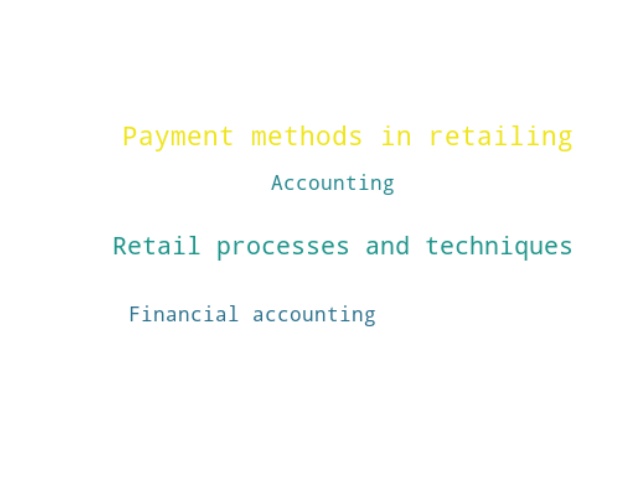 Payment methods in retailing
Accounting
Retail processes and techniques
Financial accounting